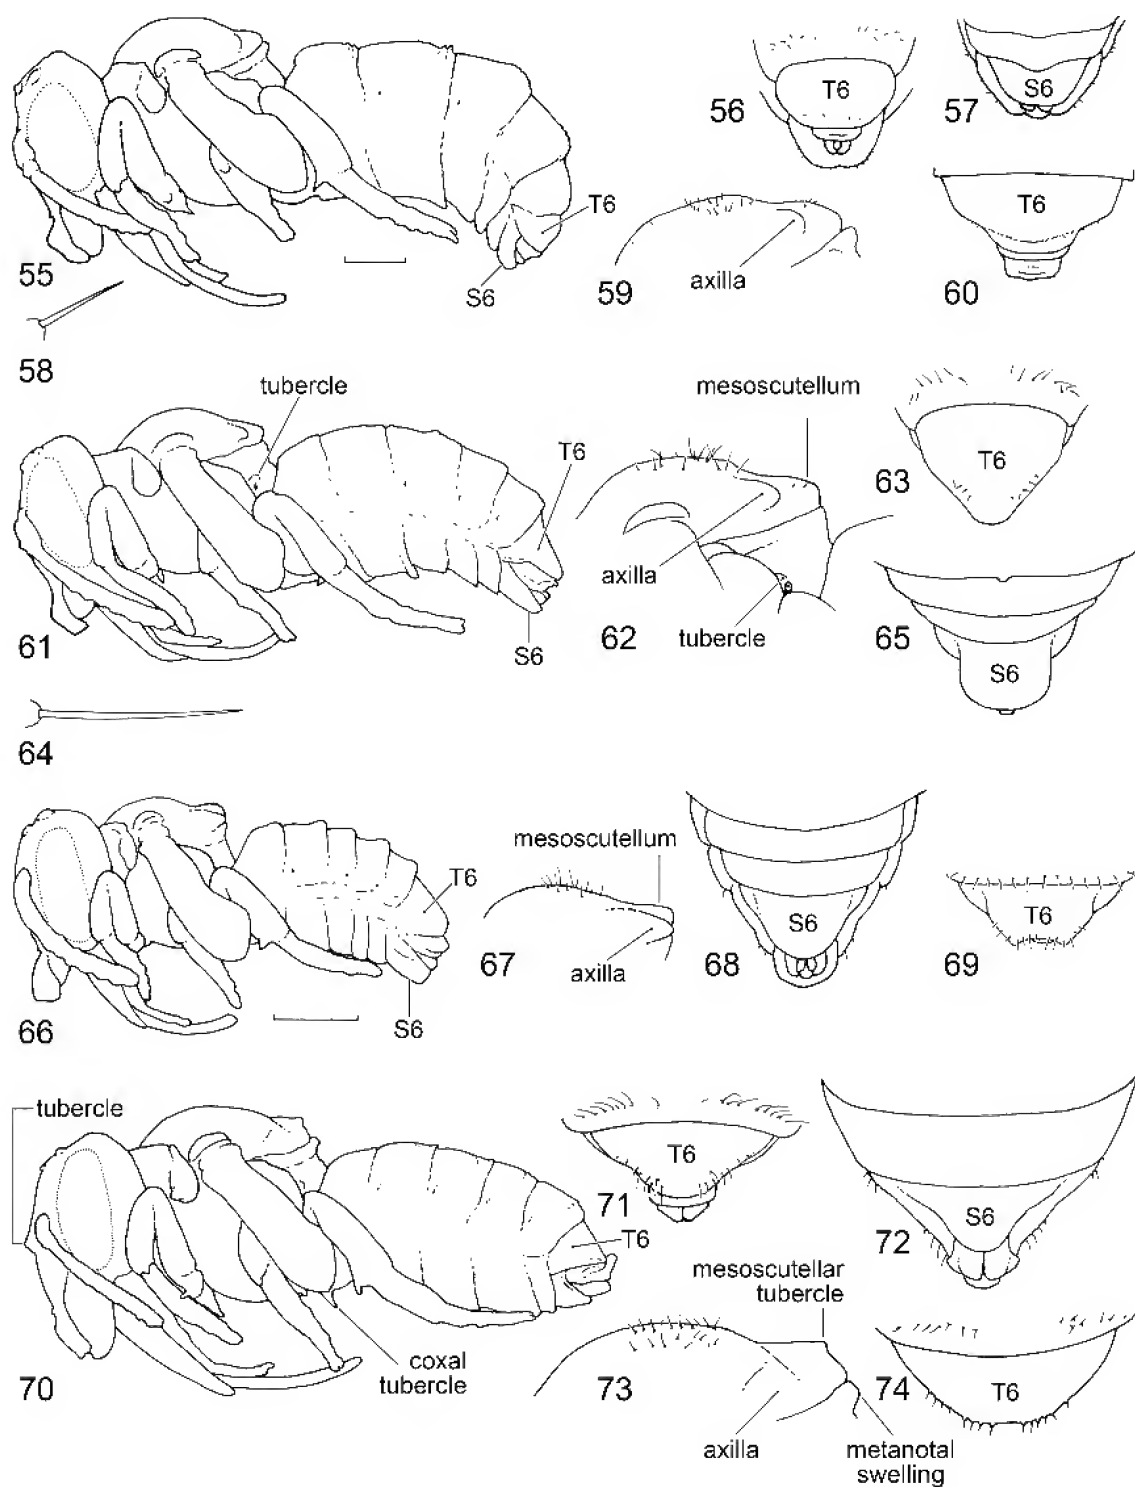 56
T6
57
S6
T6
55
S6
59
axilla
T6
60
58
tubercle
mesoscutellum
T6
63
T6
61
S6
62
axilla
tubercle
65
S6
64
66
T6
S6
mesoscutellum
67
axilla
68
S6
69
T6
tubercle
70
T6
coxal
tubercle
71
T6
72
S6
mesoscutellar
tubercle
73
axilla
metanotal
swelling
74
T6